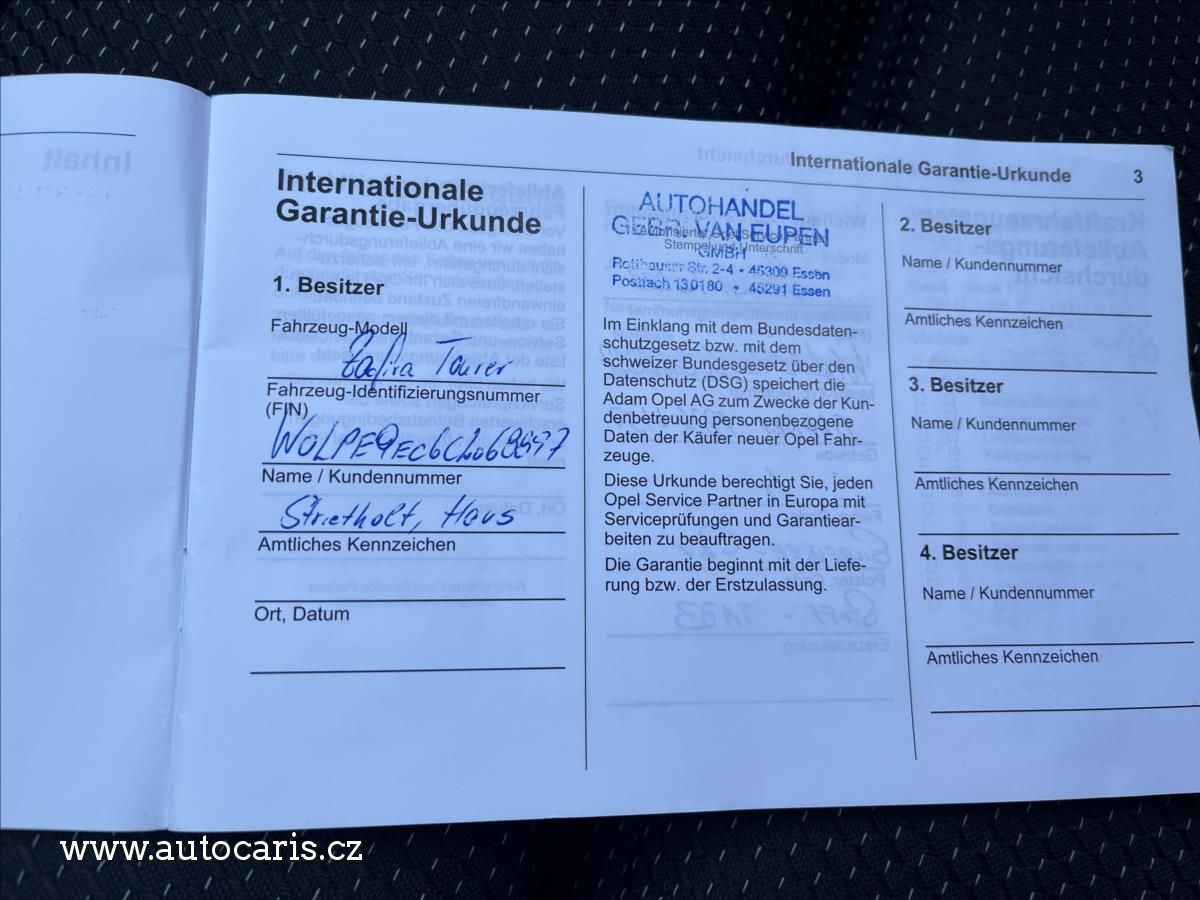 Internationale Garantie-Urkunde 3
Internationale
Garantie-Urkunde
1. Besitzer
Fahrzeug-Modell
Zafira Tourer
Fahrzeug-Identifizierungsnummer
(FIN)
Name / Kundennummer
Amtliches Kennzeichen
Ort, Datum
AUTOHANDEL
GERD VAN EUPEN
Autorisierter Opel Service Partner
Stempel und Unterschrift
GMBH
Rotthauser Str. 2-4 • 45309 Essen
Postfach 130180 • 45291 Essen
Im Einklang mit dem Bundesdaten-
schutzgesetz bzw. mit dem
schweizer Bundesgesetz über den
Datenschutz (DSG) speichert die
Adam Opel AG zum Zwecke der Kun-
denbetreuung personenbezogene
Daten der Käufer neuer Opel Fahr-
zeuge.
Diese Urkunde berechtigt Sie, jeden
Opel Service Partner in Europa mit
Serviceprüfungen und Garantiear-
beiten zu beauftragen.
Die Garantie beginnt mit der Liefe-
rung bzw. der Erstzulassung.
2. Besitzer
Name / Kundennummer
Amtliches Kennzeichen
3. Besitzer
Name / Kundennummer
Amtliches Kennzeichen
4. Besitzer
Name / Kundennummer
Amtliches Kennzeichen
www.autocaris.cz